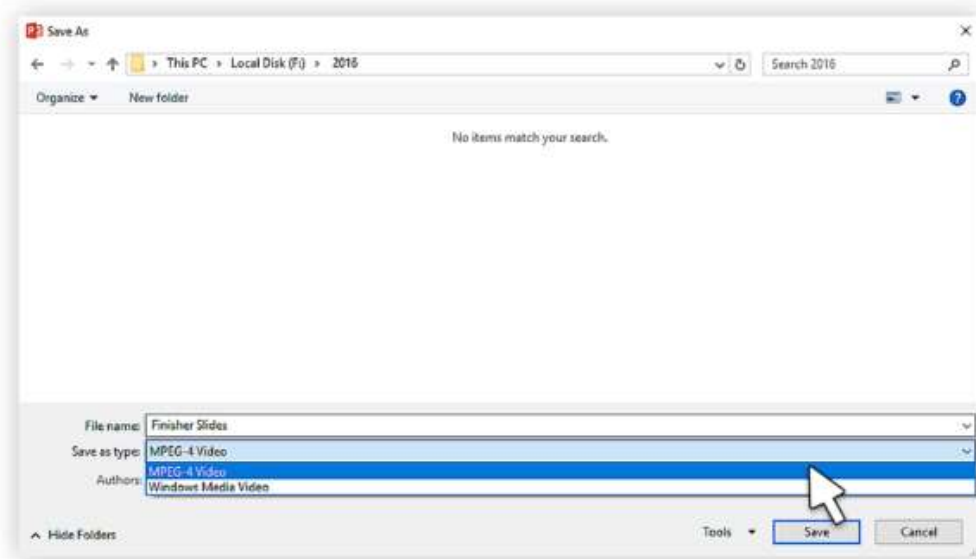 Save As
This PC › Local Disk (F:) › 2016
Search 2016
Organize
New folder
No items match your search.
File name: Finisher Slides
Save as type: MPEG-4 Video
MPEG-4 Video
Authors:
Windows Media Video
Hide Folders
Tools
Save
Cancel